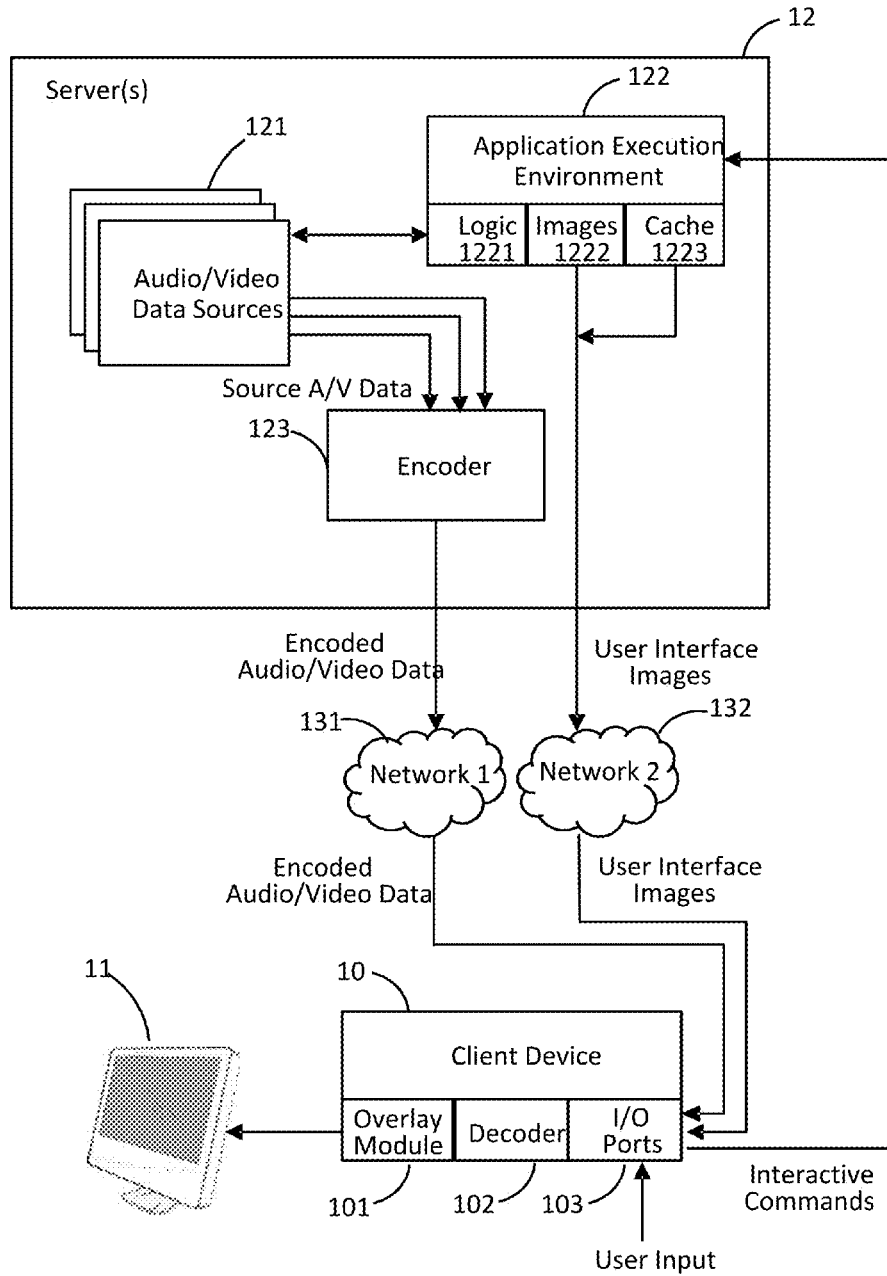 12
Server(s)
122
121
Application Execution
Environment
Logic
1221
Images
1222
Cache
1223
Audio/Video
Data Sources
Source A/V Data
123
Encoder
Encoded
Audio/Video Data
User Interface
Images
131
132
Network 1
Network 2
Encoded
Audio/Video Data
User Interface
Images
11
10
Client Device
Overlay
Module
Decoder
I/O
Ports
101
102
103
Interactive
Commands
User Input